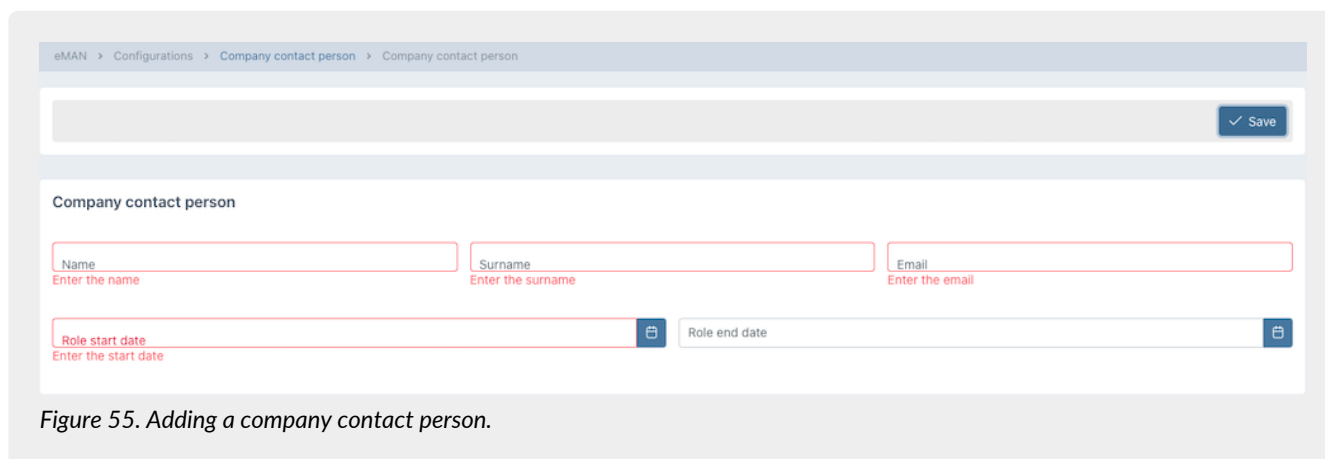 eMAN > Configurations > Company contact person > Company contact person
Save
Company contact person
Name Surname Email
Enter the name Enter the surname Enter the email
Role start date Role end date
Enter the start date
Figure 55. Adding a company contact person.